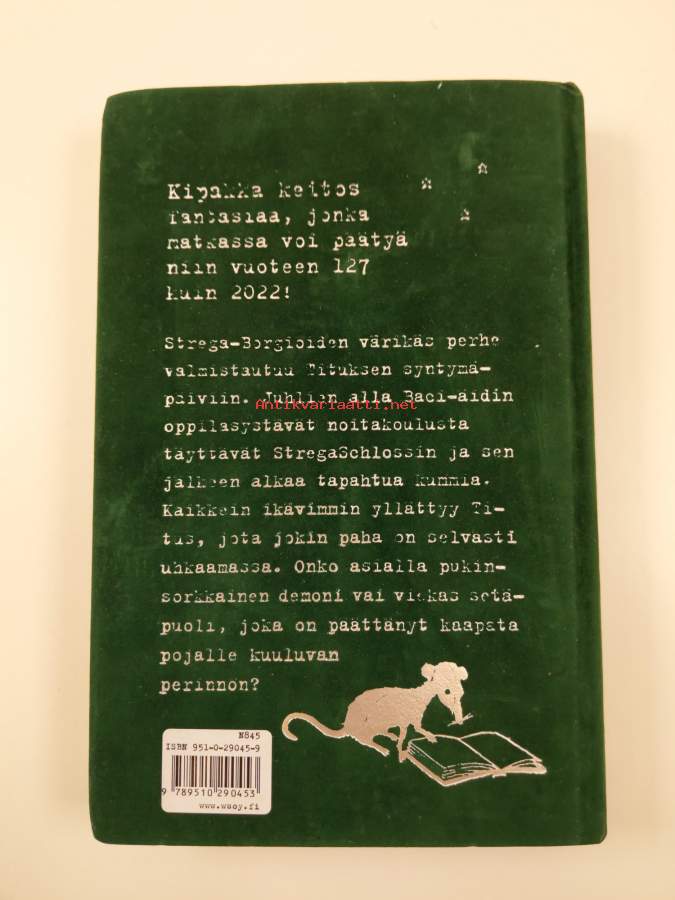 Kipakka keitos
fantasiaa, jonka
matkassa voi päätyä
niin vuoteen 127
kuin 2022!
Strega-Borgioiden värikäs perhe
valmistautuu Tituksen syntymä-
päiviin. Juhlien alla Baci-äidin
Antikvariaatti.net
oppilasystävät noitakoulusta
täyttävät StregaSchlossin ja sen
jälkeen alkaa tapahtua kummia.
Kaikkein ikävimmin yllättyy Ti-
tus, jota jokin paha on selvästi
uhkaamassa. Onko asialla pukin-
sorkkainen demoni vai viekas setä-
puoli, joka on päättänyt kaapata
pojalle kuuluvan
perinnön?
N845
ISBN 951-0-29045-9
9 789510 290453
www.wsoy.fi